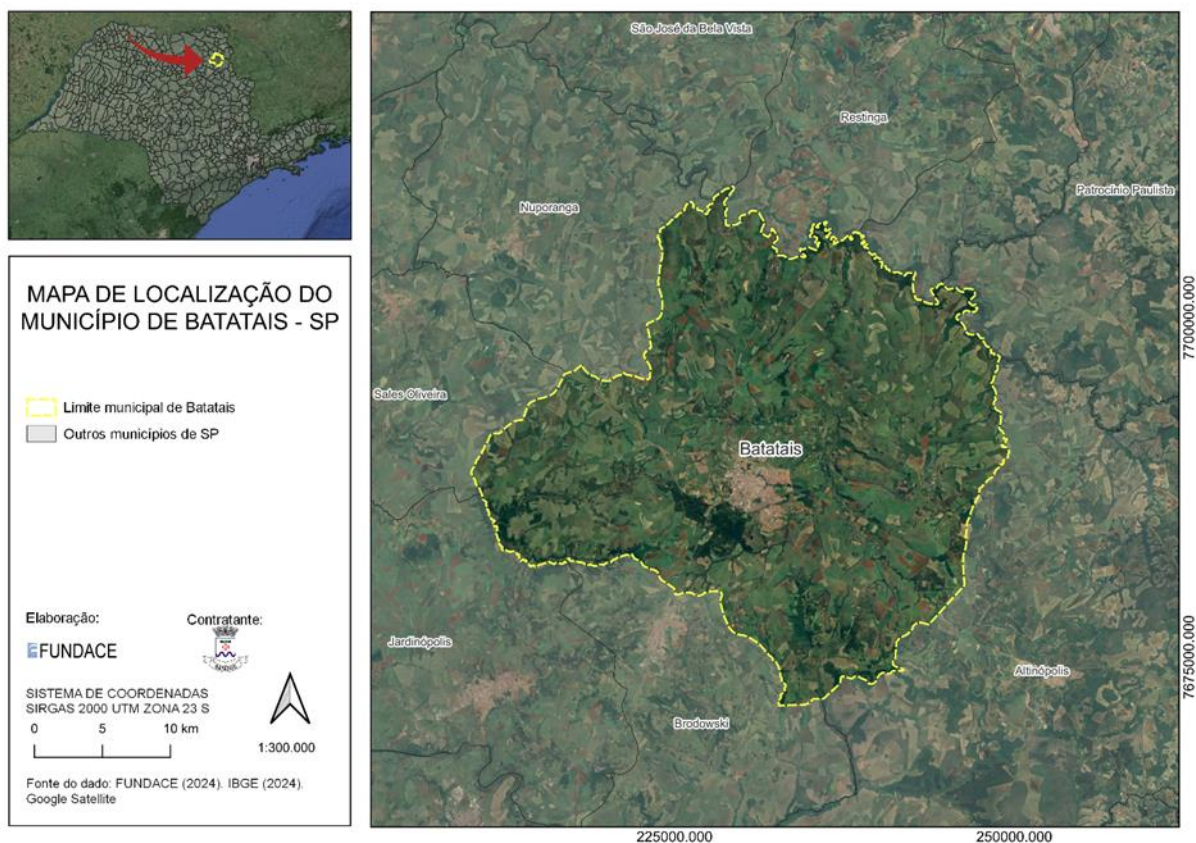 MAPA DE LOCALIZAÇÃO DO
MUNICÍPIO DE BATATAIS - SP
Limite municipal de Batatais
Outros municípios de SP
Elaboração:
Contratante:
FUNDACE
SISTEMA DE COORDENADAS
SIRGAS 2000 UTM ZONA 23 S
0 5 10 km
1:300.000
Fonte do dado: FUNDACE (2024). IBGE (2024).
Google Satellite
São José da Bela Vista
Restinga
Patrocínio Paulista
Nuporanga
Sales Oliveira
Batatais
Jardinópolis
Altinópolis
Brodowski
7700000.000
7675000.000
225000.000
250000.000